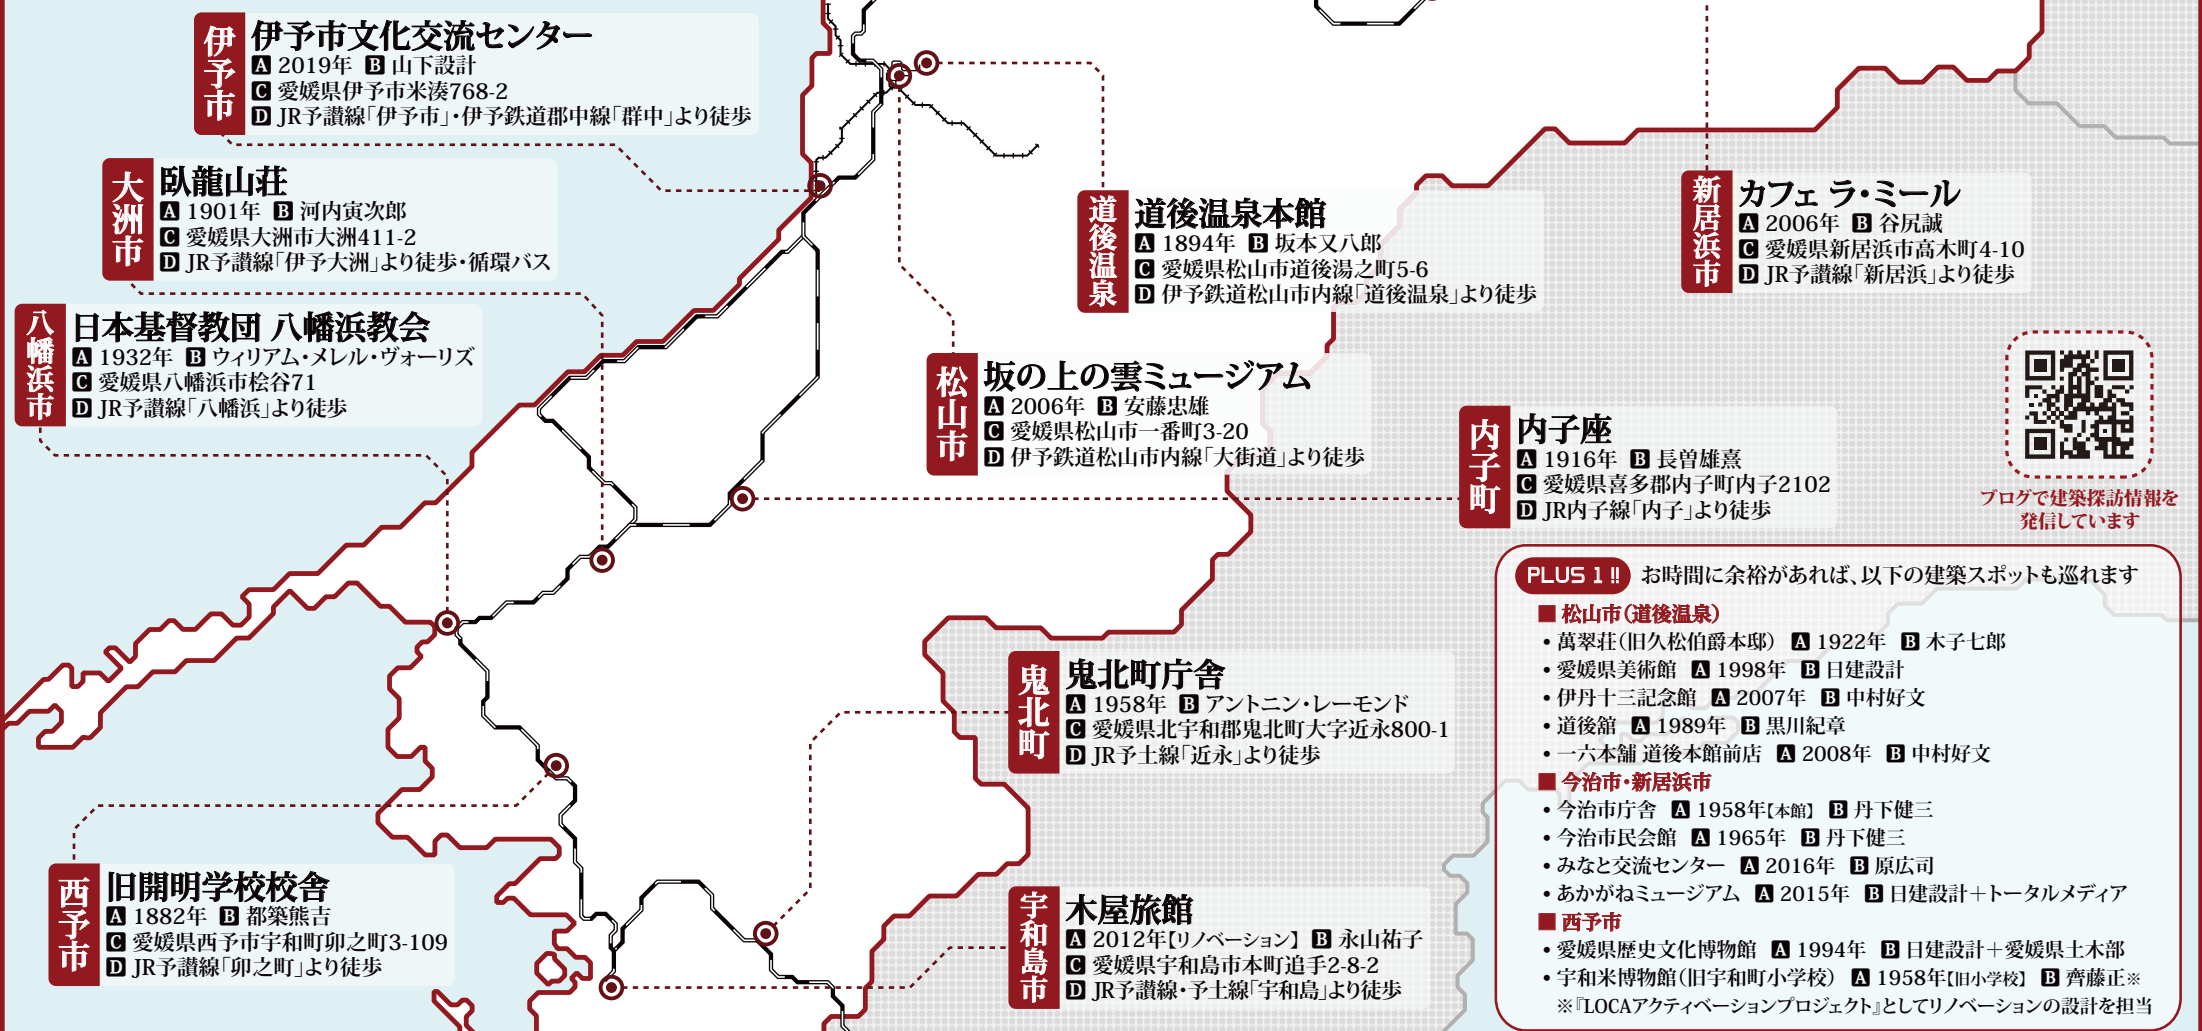 伊予市
伊予市文化交流センター
A 2019年 B 山下設計
C 愛媛県伊予市米湊768-2
D JR予讃線「伊予市」・伊予鉄道郡中線「群中」より徒歩
大洲市
臥龍山荘
A 1901年 B 河内寅次郎
C 愛媛県大洲市大洲411-2
D JR予讃線「伊予大洲」より徒歩・循環バス
八幡浜市
日本基督教団 八幡浜教会
A 1932年 B ウィリアム・メレル・ヴォーリズ
C 愛媛県八幡浜市松谷71
D JR予讃線「八幡浜」より徒歩
道後温泉
道後温泉本館
A 1894年 B 坂本又八郎
C 愛媛県松山市道後湯之町5-6
D 伊予鉄道松山市内線「道後温泉」より徒歩
新居浜市
カフェ ラ・ミール
A 2006年 B 谷尻誠
C 愛媛県新居浜市高木町4-10
D JR予讃線「新居浜」より徒歩
松山市
坂の上の雲ミュージアム
A 2006年 B 安藤忠雄
C 愛媛県松山市一番町3-20
D 伊予鉄道松山市内線「大街道」より徒歩
内子町
内子座
A 1916年 B 長曽雄熹
C 愛媛県喜多郡内子町内子2102
D JR内子線「内子」より徒歩
ブログで建築探訪情報を
発信しています
鬼北町
鬼北町庁舎
A 1958年 B アントニン・レーモンド
C 愛媛県北宇和郡鬼北町大字近永800-1
D JR予土線「近永」より徒歩
西予市
旧開明学校校舎
A 1882年 B 都築熊吉
C 愛媛県西予市宇和町卯之町3-109
D JR予讃線「卯之町」より徒歩
宇和島市
木屋旅館
A 2012年【リノベーション】 B 永山祐子
C 愛媛県宇和島市本町追手2-8-2
D JR予讃線・予土線「宇和島」より徒歩
PLUS 1 !! お時間に余裕があれば、以下の建築スポットも巡れます
■ 松山市（道後温泉）
・萬翠荘（旧久松伯爵本邸） A 1922年 B 木子七郎
・愛媛県美術館 A 1998年 B 日建設計
・伊丹十三記念館 A 2007年 B 中村好文
・道後舘 A 1989年 B 黒川紀章
・一六本舗 道後本館前店 A 2008年 B 中村好文
■ 今治市・新居浜市
・今治市庁舎 A 1958年【本館】 B 丹下健三
・今治市民会館 A 1965年 B 丹下健三
・みなと交流センター A 2016年 B 原広司
・あかがねミュージアム A 2015年 B 日建設計＋トータルメディア
■ 西予市
・愛媛県歴史文化博物館 A 1994年 B 日建設計＋愛媛県土木部
・宇和米博物館（旧宇和町小学校） A 1958年【旧小学校】 B 齊藤正※
※『LOCAアクティベーションプロジェクト』としてリノベーションの設計を担当